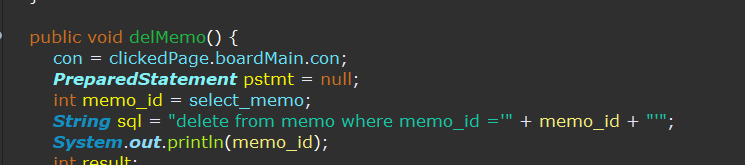 public void delMemo() {
con = clickedPage.boardMain.con;
PreparedStatement pstmt = null;
int memo_id = select_memo;
String sql = "delete from memo where memo_id ='" + memo_id + "'";
System.out.println(memo_id);
int result;